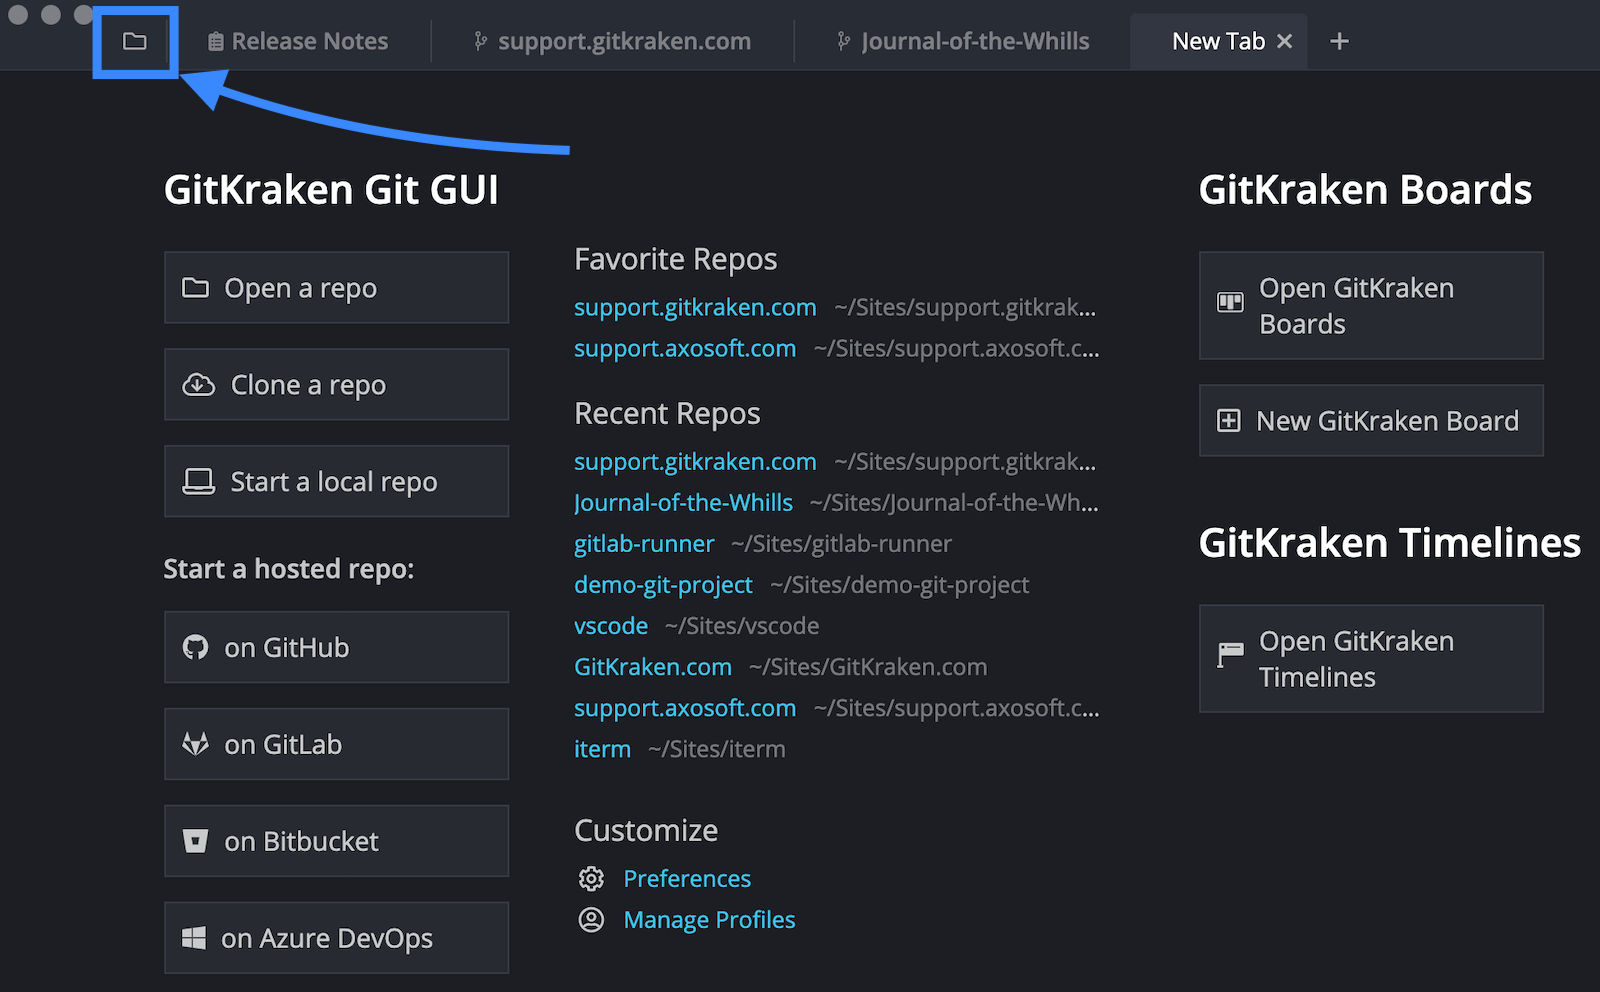 Release Notes
support.gitkraken.com
Journal-of-the-Whills
New Tab
GitKraken Git GUI
Open a repo
Clone a repo
Start a local repo
Start a hosted repo:
on GitHub
on GitLab
on Bitbucket
on Azure DevOps
Favorite Repos
support.gitkraken.com ~/Sites/support.gitkrak...
support.axosoft.com ~/Sites/support.axosoft.c...
Recent Repos
support.gitkraken.com ~/Sites/support.gitkrak...
Journal-of-the-Whills ~/Sites/Journal-of-the-Wh...
gitlab-runner ~/Sites/gitlab-runner
demo-git-project ~/Sites/demo-git-project
vscode ~/Sites/vscode
GitKraken.com ~/Sites/GitKraken.com
support.axosoft.com ~/Sites/support.axosoft.c...
iterm ~/Sites/iterm
Customize
Preferences
Manage Profiles
GitKraken Boards
Open GitKraken
Boards
New GitKraken Board
GitKraken Timelines
Open GitKraken
Timelines